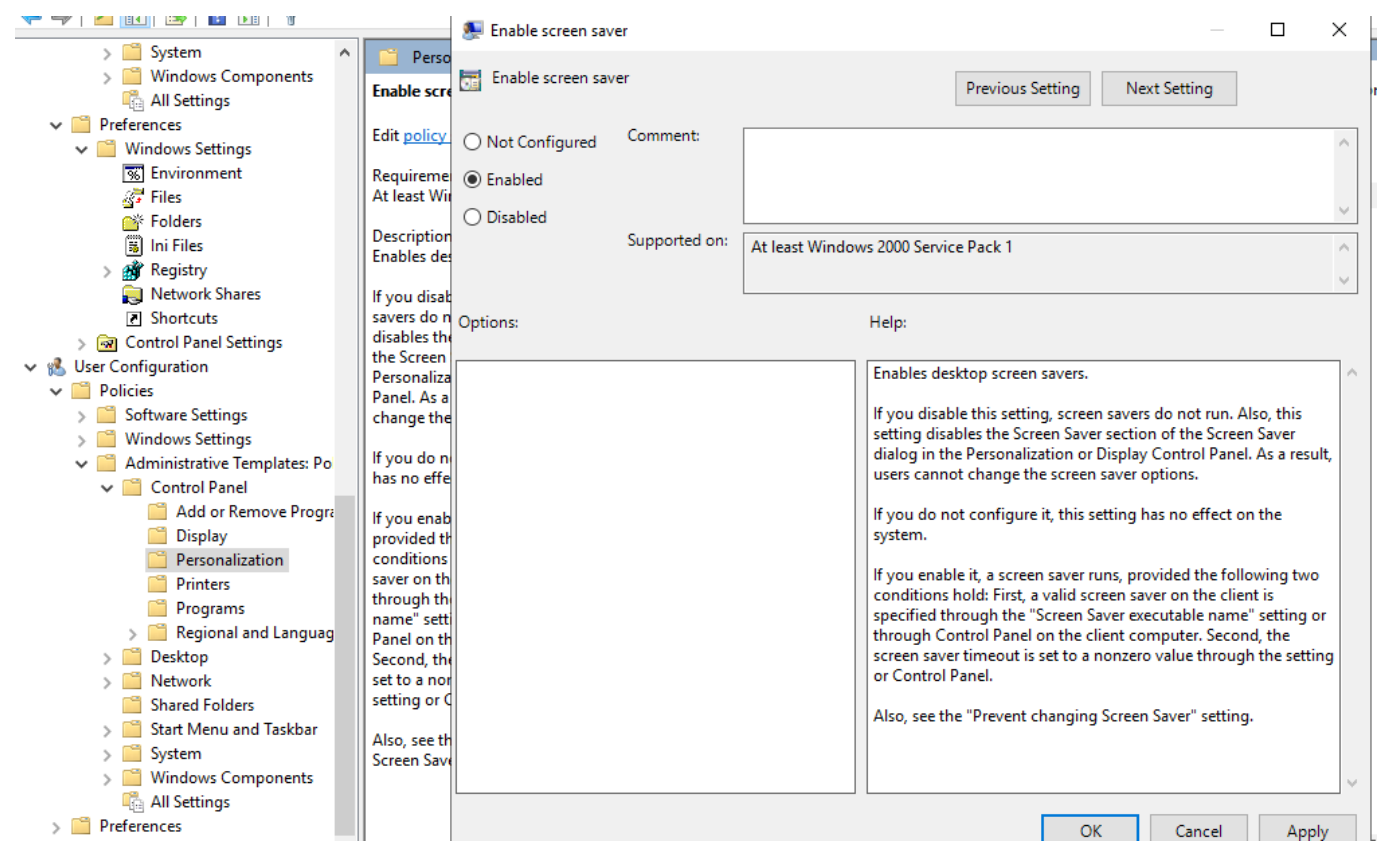 System
Windows Components
All Settings
Preferences
Windows Settings
Environment
Files
Folders
Ini Files
Registry
Network Shares
Shortcuts
Control Panel Settings
User Configuration
Policies
Software Settings
Windows Settings
Administrative Templates: Po
Control Panel
Add or Remove Progra
Display
Personalization
Printers
Programs
Regional and Languag
Desktop
Network
Shared Folders
Start Menu and Taskbar
System
Windows Components
All Settings
Preferences
Perso
Enable scre
Edit policy
Requireme
At least Wi
Description
Enables des
If you disab
savers do n
disables the
the Screen
Personaliza
Panel. As a
change the
If you do n
has no effe
If you enab
provided th
conditions
saver on th
through the
name" setti
Panel on th
Second, the
set to a nor
setting or C
Also, see th
Screen Save
Enable screen saver
Enable screen saver
Previous Setting
Next Setting
Not Configured
Enabled
Disabled
Comment:
Supported on:
At least Windows 2000 Service Pack 1
Options:
Help:
Enables desktop screen savers.
If you disable this setting, screen savers do not run. Also, this
setting disables the Screen Saver section of the Screen Saver
dialog in the Personalization or Display Control Panel. As a result,
users cannot change the screen saver options.
If you do not configure it, this setting has no effect on the
system.
If you enable it, a screen saver runs, provided the following two
conditions hold: First, a valid screen saver on the client is
specified through the "Screen Saver executable name" setting or
through Control Panel on the client computer. Second, the
screen saver timeout is set to a nonzero value through the setting
or Control Panel.
Also, see the "Prevent changing Screen Saver" setting.
OK
Cancel
Apply